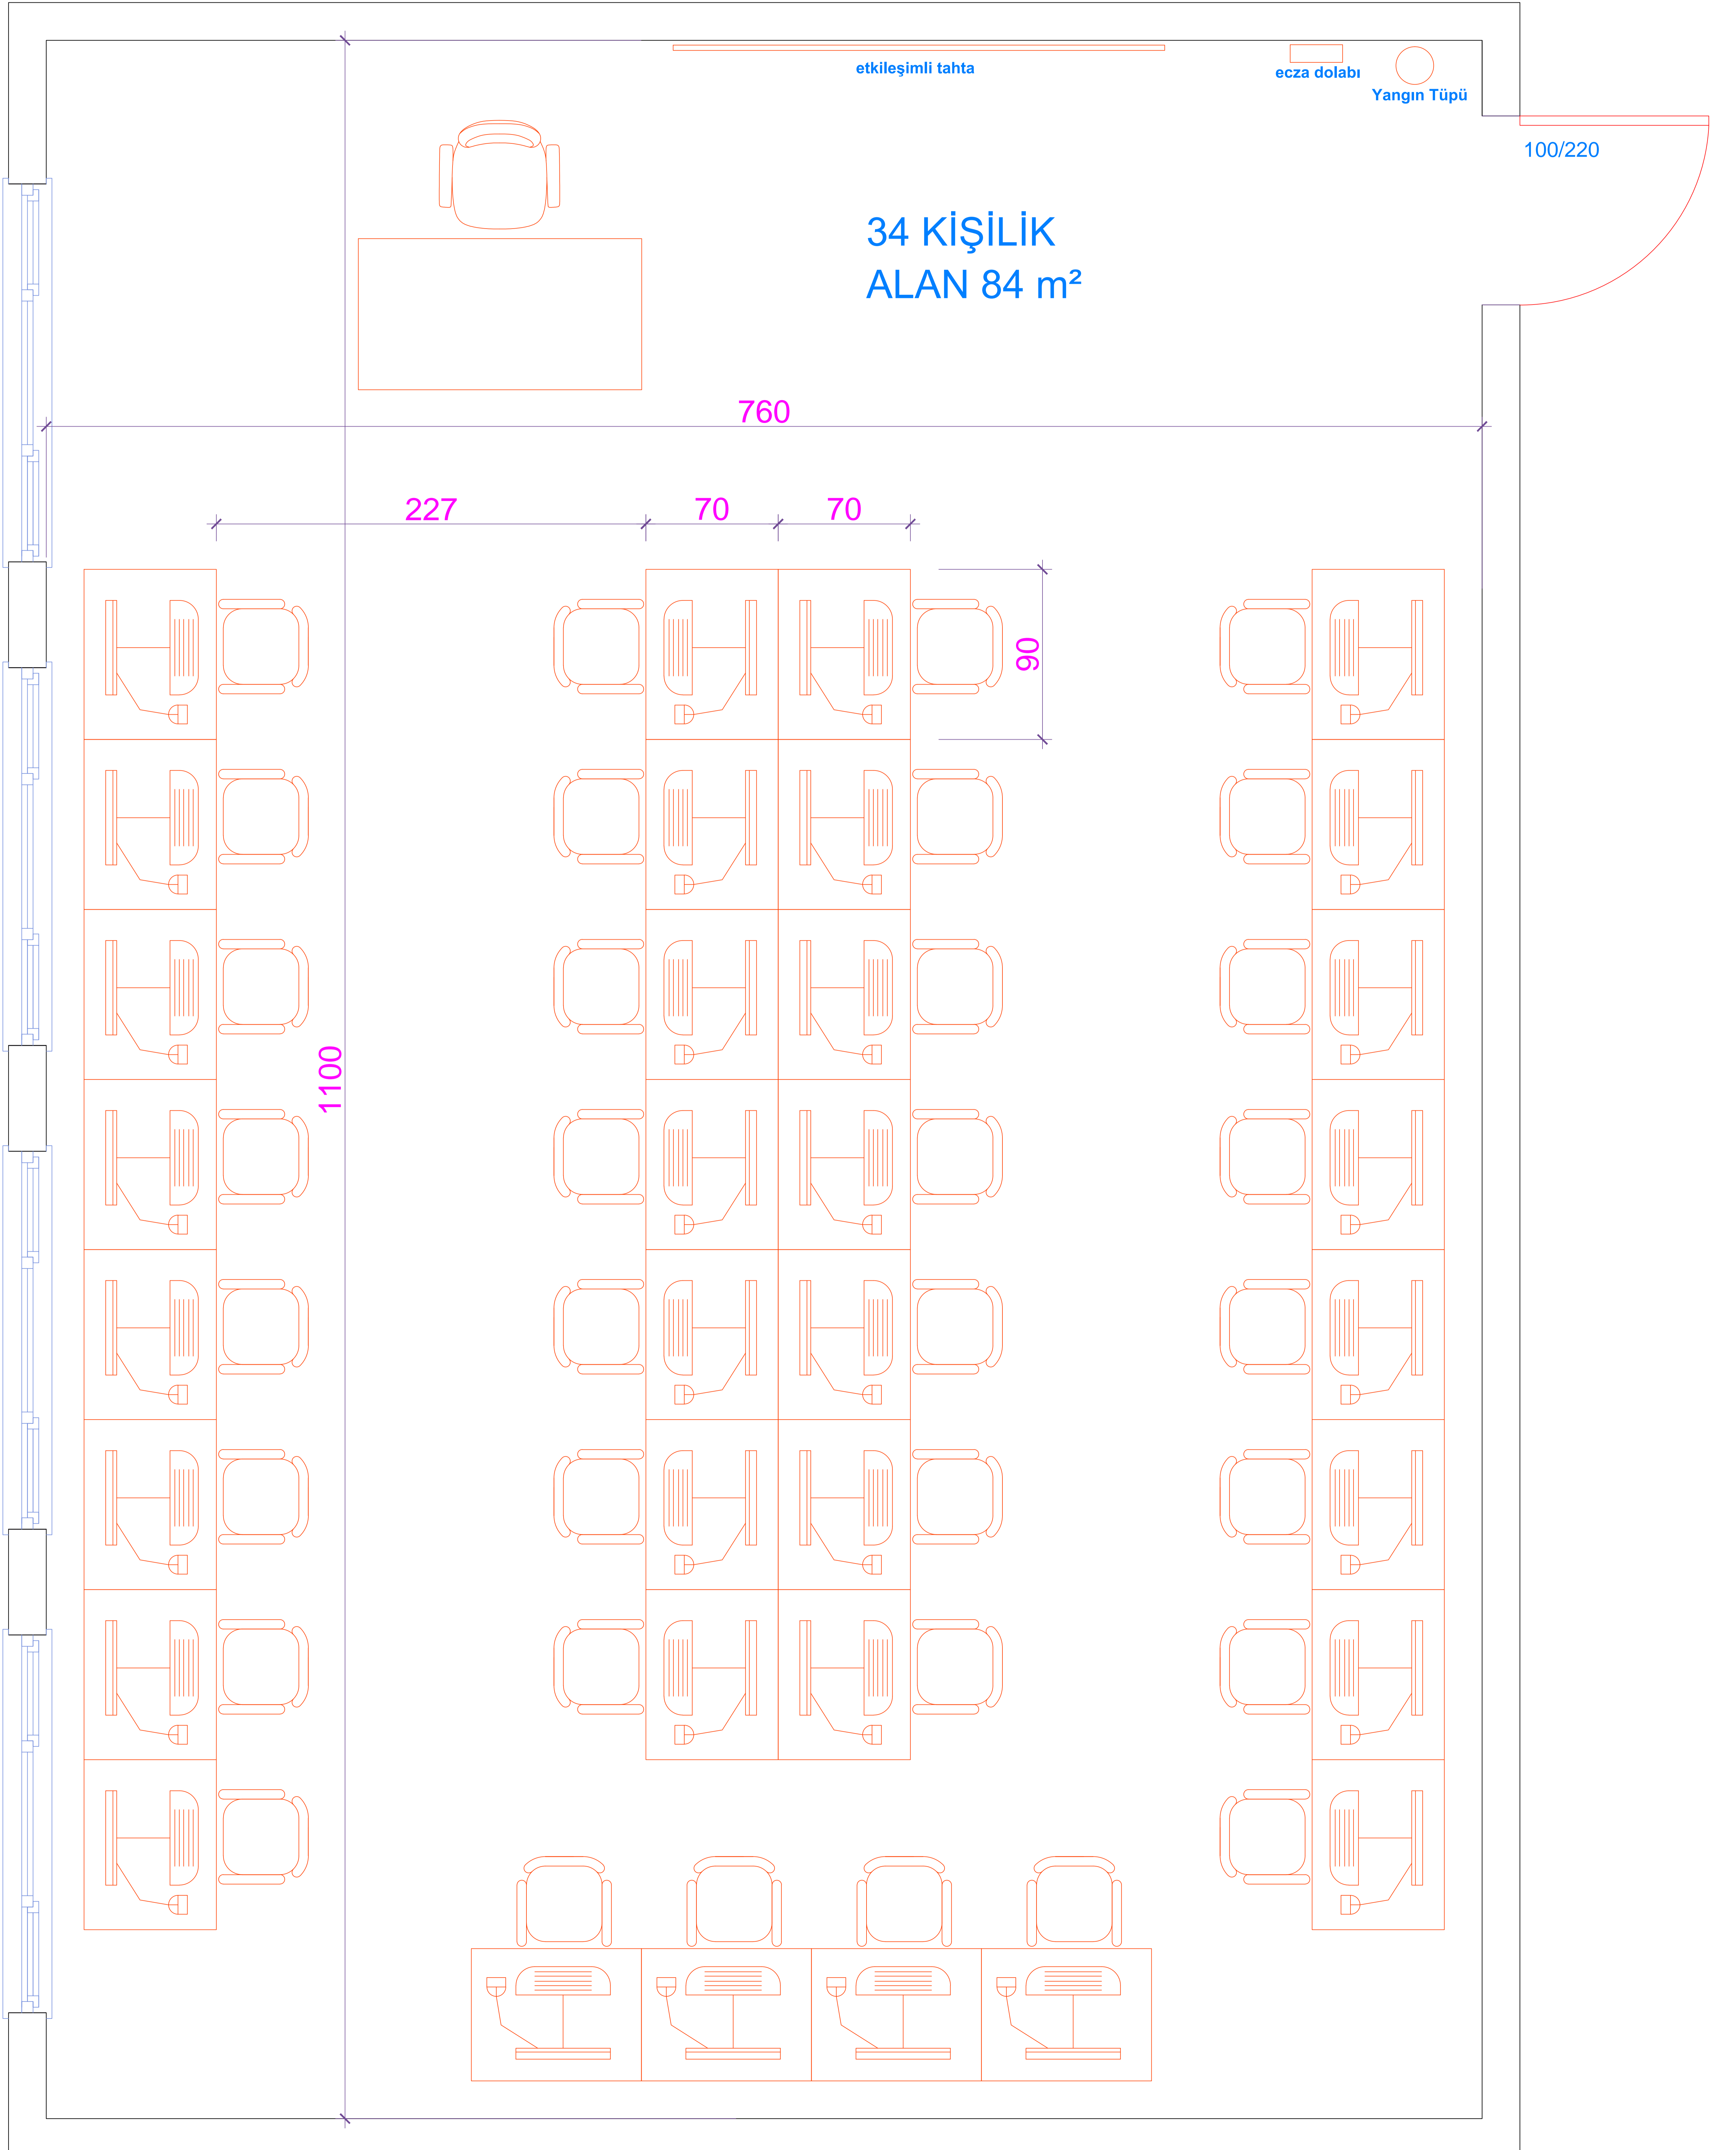 etkileşimli tahta
ecza dolabı
Yangın Tüpü
100/220
34 KİŞİLİK
ALAN 84 m²
760
227
70
70
90
1100